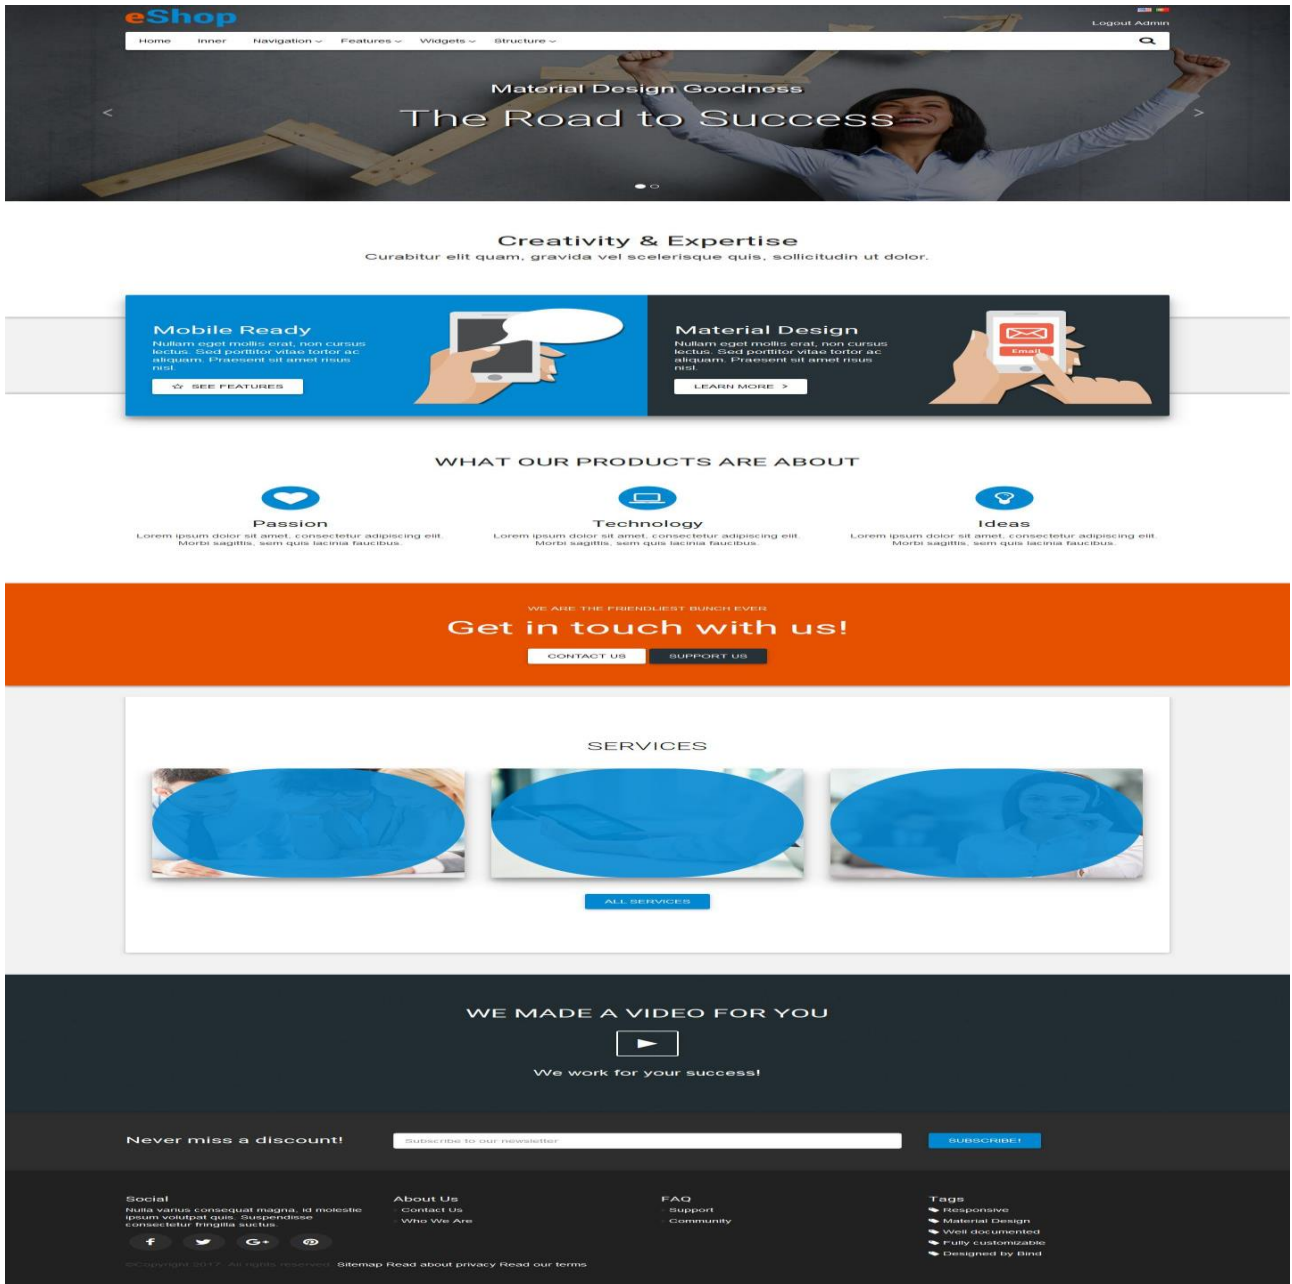 eShop
Logout Admin
Home Inner Navigation Features Widgets Structure
Material Design Goodness
The Road to Success
< >
Creativity & Expertise
Curabitur elit quam, gravida vel scelerisque quis, sollicitudin ut dolor.
Mobile Ready
Nullam eget mollis erat, non cursus
lectus. Sed porttitor vitae tortor ac
aliquam. Praesent sit amet risus
nisl.
SEE FEATURES
Material Design
Nullam eget mollis erat, non cursus
lectus. Sed porttitor vitae tortor ac
aliquam. Praesent sit amet risus
nisl.
LEARN MORE >
Email
WHAT OUR PRODUCTS ARE ABOUT
Passion
Lorem ipsum dolor sit amet, consectetur adipiscing elit.
Morbi sagittis, sem quis lacinia faucibus.
Technology
Lorem ipsum dolor sit amet, consectetur adipiscing elit.
Morbi sagittis, sem quis lacinia faucibus.
Ideas
Lorem ipsum dolor sit amet, consectetur adipiscing elit.
Morbi sagittis, sem quis lacinia faucibus.
WE ARE THE FRIENDLIEST BUNCH EVER
Get in touch with us!
CONTACT US SUPPORT US
SERVICES
ALL SERVICES
WE MADE A VIDEO FOR YOU
We work for your success!
Never miss a discount!
Subscribe to our newsletter
SUBSCRIBE!
Social
Nulla varius consequat magna, id molestie
ipsum volutpat quis. Suspendisse
consectetur fringilla suctus.
f G+
About Us
Contact Us
Who We Are
FAQ
Support
Community
Tags
Responsive
Material Design
Well documented
Fully customizable
Designed by Bind
©Copyright 2017. All rights reserved. Sitemap Read about privacy Read our terms